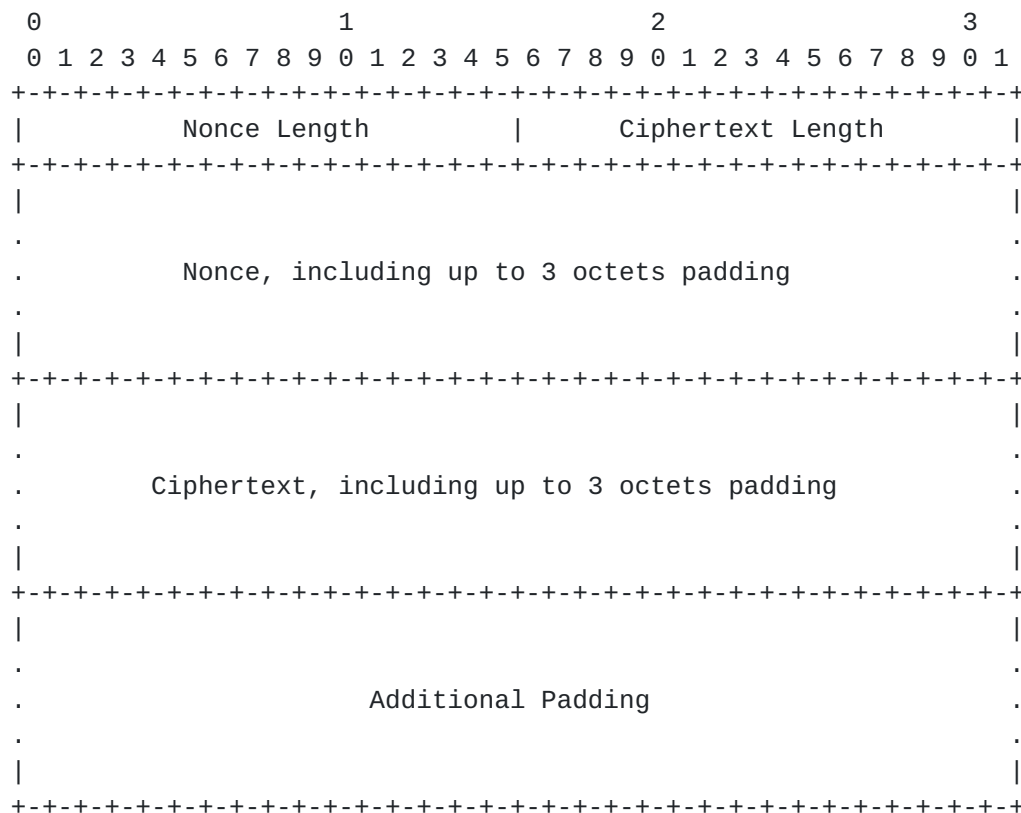 0                   1                   2                   3
 0 1 2 3 4 5 6 7 8 9 0 1 2 3 4 5 6 7 8 9 0 1 2 3 4 5 6 7 8 9 0 1
+-+-+-+-+-+-+-+-+-+-+-+-+-+-+-+-+-+-+-+-+-+-+-+-+-+-+-+-+-+-+-+-+
|          Nonce Length         |      Ciphertext Length        |
+-+-+-+-+-+-+-+-+-+-+-+-+-+-+-+-+-+-+-+-+-+-+-+-+-+-+-+-+-+-+-+-+
|                                                               |
.                                                               .
.          Nonce, including up to 3 octets padding              .
.                                                               .
|                                                               |
+-+-+-+-+-+-+-+-+-+-+-+-+-+-+-+-+-+-+-+-+-+-+-+-+-+-+-+-+-+-+-+-+
|                                                               |
.                                                               .
.        Ciphertext, including up to 3 octets padding           .
.                                                               .
|                                                               |
+-+-+-+-+-+-+-+-+-+-+-+-+-+-+-+-+-+-+-+-+-+-+-+-+-+-+-+-+-+-+-+-+
|                                                               |
.                                                               .
.                      Additional Padding                       .
.                                                               .
|                                                               |
+-+-+-+-+-+-+-+-+-+-+-+-+-+-+-+-+-+-+-+-+-+-+-+-+-+-+-+-+-+-+-+-+